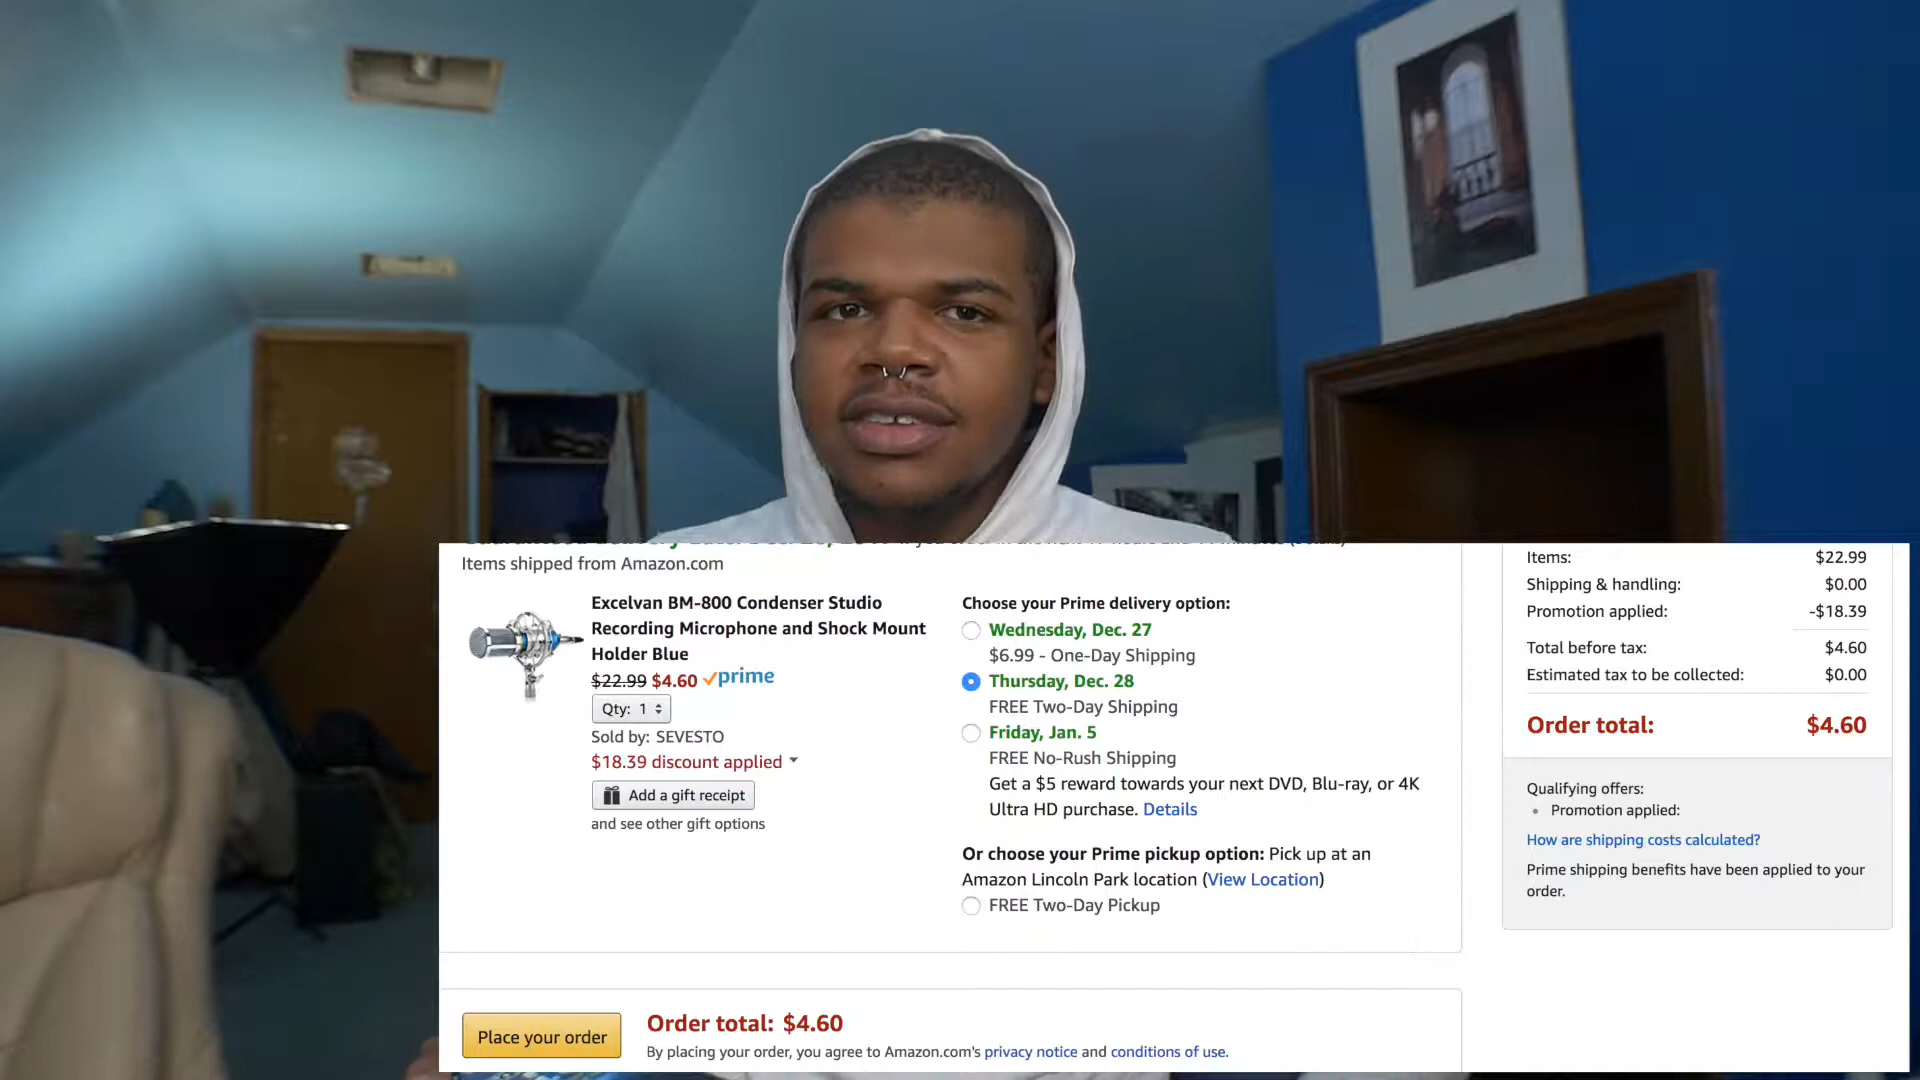 Items shipped from Amazon.com
Excelvan BM-800 Condenser Studio
Recording Microphone and Shock Mount
Holder Blue
$22.99 $4.60 prime
Qty: 1
Sold by: SEVESTO
$18.39 discount applied
Add a gift receipt
and see other gift options
Choose your Prime delivery option:
Wednesday, Dec. 27
$6.99 - One-Day Shipping
Thursday, Dec. 28
FREE Two-Day Shipping
Friday, Jan. 5
FREE No-Rush Shipping
Get a $5 reward towards your next DVD, Blu-ray, or 4K
Ultra HD purchase. Details
Or choose your Prime pickup option: Pick up at an
Amazon Lincoln Park location (View Location)
FREE Two-Day Pickup
Items: $22.99
Shipping & handling: $0.00
Promotion applied: -$18.39
Total before tax: $4.60
Estimated tax to be collected: $0.00
Order total: $4.60
Qualifying offers:
• Promotion applied:
How are shipping costs calculated?
Prime shipping benefits have been applied to your
order.
Place your order
Order total: $4.60
By placing your order, you agree to Amazon.com's privacy notice and conditions of use.